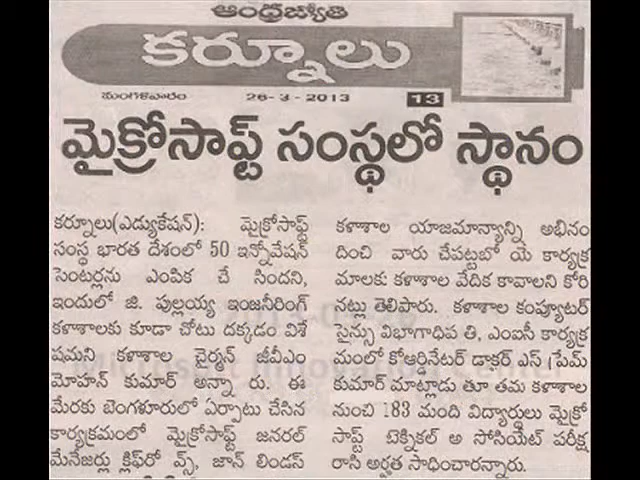 ఆంధ్రజ్యోతి
కర్నూలు
మంగళవారం 26-3-2013 13
మైక్రోసాఫ్ట్ సంస్థలో స్థానం
కర్నూలు(ఎడ్యుకేషన్): మైక్రోసాఫ్ట్
సంస్థ భారత దేశంలో 50 ఇన్నోవేషన్
సెంటర్లను ఎంపిక చే సిందని,
ఇందులో జి. పుల్లయ్య ఇంజనీరింగ్
కళాశాలకు కూడా చోటు దక్కడం విశే
షమని కళాశాల చైర్మన్ జీవీఎం
మోహన్ కుమార్ అన్నా రు. ఈ
మేరకు బెంగళూరులో ఏర్పాటు చేసిన
కార్యక్రమంలో మైక్రోసాఫ్ట్ జనరల్
మేనేజర్లు క్లిఫ్‌రో వ్స్, జాన్ లిండస్
కళాశాల యాజమాన్యాన్ని అభినం
దించి వారు చేపట్టబో యే కార్యక్ర
మాలకు కళాశాల వేదిక కావాలని కోరి
నట్లు తెలిపారు. కళాశాల కంప్యూటర్
సైన్సు విభాగాధిప తి, ఎంఐసీ కార్యక్ర
మంలో కోఆర్డినేటర్ డాక్టర్ ఎస్.ప్రేమ్
కుమార్ మాట్లాడు తూ తమ కళాశాల
నుంచి 183 మంది విద్యార్థులు మైక్రో
సాఫ్ట్ టెక్నికల్ అ సోసియేట్ పరీక్ష
రాసి అర్హత సాధించారన్నారు.